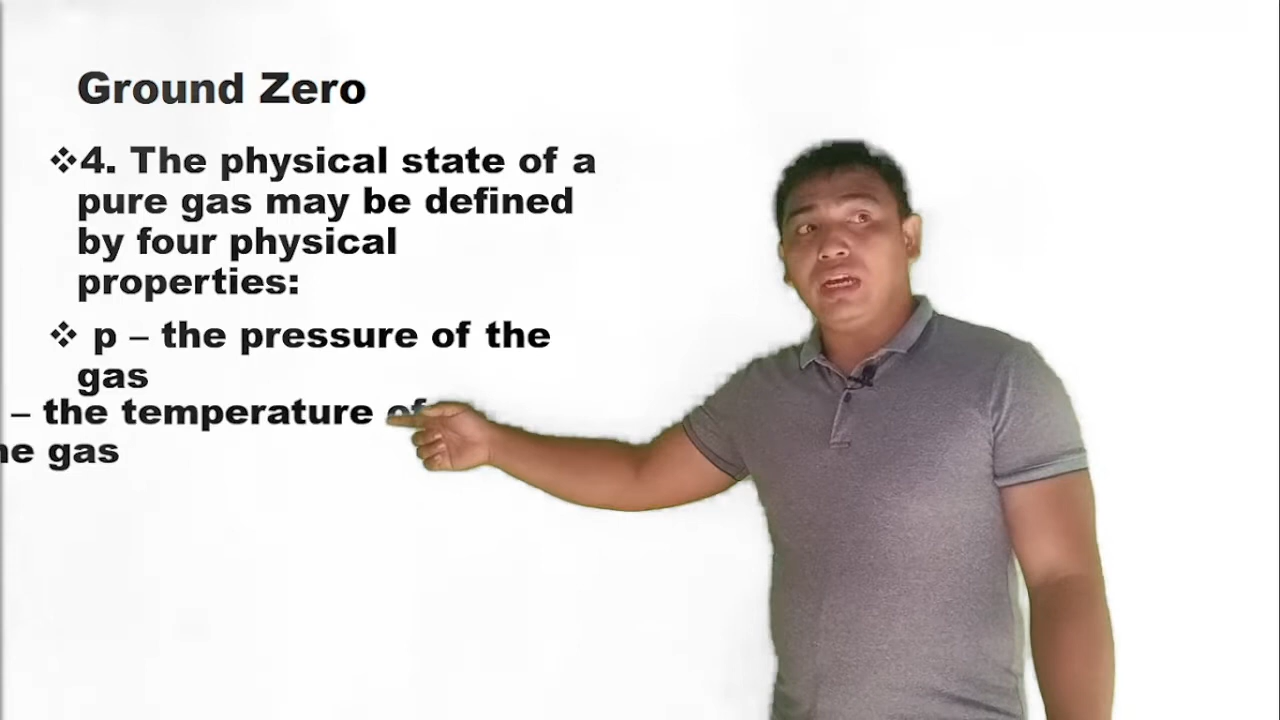 Ground Zero
❖4. The physical state of a
pure gas may be defined
by four physical
properties:
❖ p – the pressure of the
gas
– the temperature of
gas